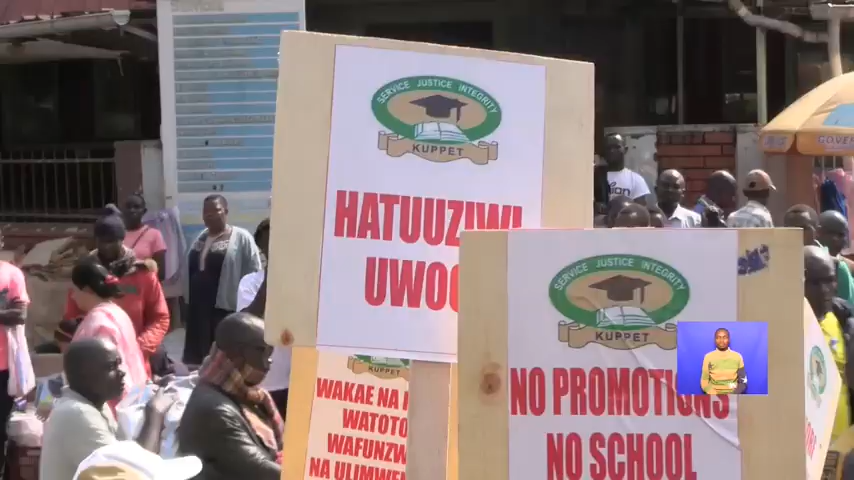 SERVICE JUSTICE INTEGRITY
KUPPET
HATUUZIWI
SERVICE JUSTICE INTEGRITY
KUPPET
NO PROMOTIONS
NO SCHOOL
KUPPET
WAKAE NA
WATOTO
WAFUNZW
NA ULIMWE